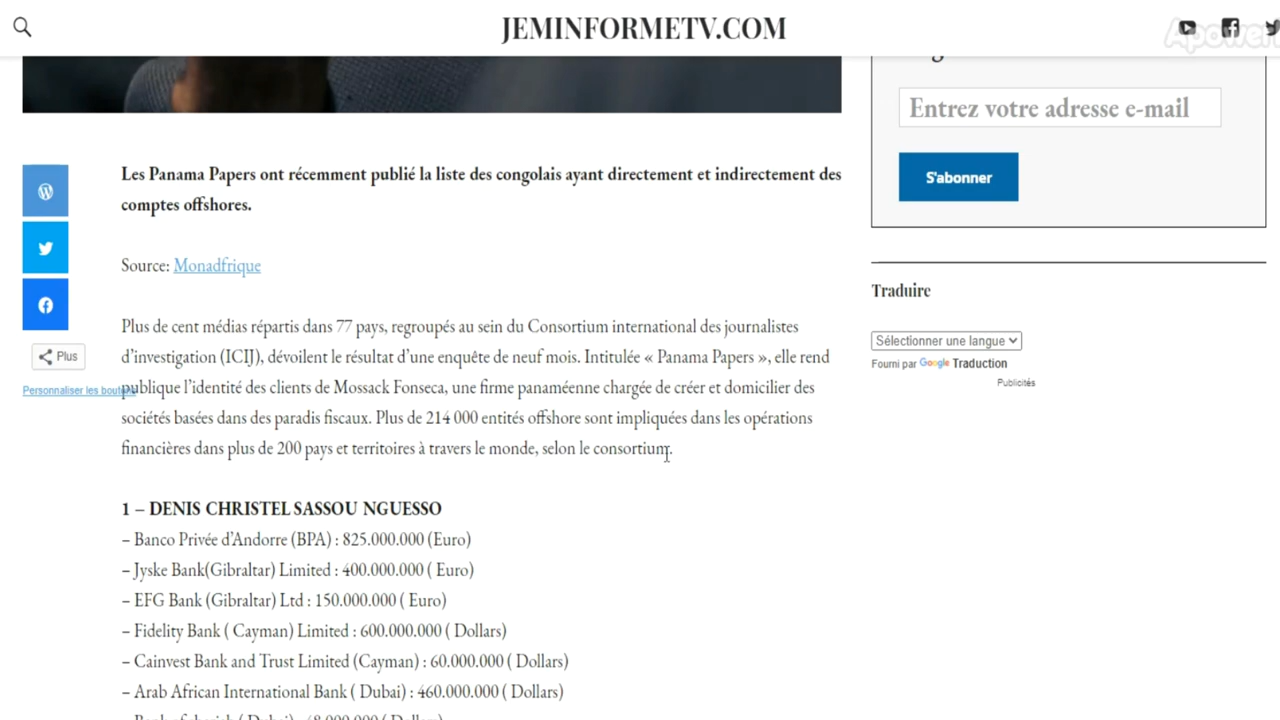 JEMINFORMETV.COM
Entrez votre adresse e-mail
S'abonner
Les Panama Papers ont récemment publié la liste des congolais ayant directement et indirectement des
comptes offshores.
Source: Monadfrique
Plus de cent médias répartis dans 77 pays, regroupés au sein du Consortium international des journalistes
d’investigation (ICIJ), dévoilent le résultat d’une enquête de neuf mois. Intitulée « Panama Papers », elle rend
publique l’identité des clients de Mossack Fonseca, une firme panaméenne chargée de créer et domicilier des
sociétés basées dans des paradis fiscaux. Plus de 214 000 entités offshore sont impliquées dans les opérations
financières dans plus de 200 pays et territoires à travers le monde, selon le consortium.
Plus
Personnaliser les boutons
1 – DENIS CHRISTEL SASSOU NGUESSO
– Banco Privée d’Andorre (BPA) : 825.000.000 (Euro)
– Jyske Bank(Gibraltar) Limited : 400.000.000 ( Euro)
– EFG Bank (Gibraltar) Ltd : 150.000.000 ( Euro)
– Fidelity Bank ( Cayman) Limited : 600.000.000 ( Dollars)
– Cainvest Bank and Trust Limited (Cayman) : 60.000.000 ( Dollars)
– Arab African International Bank ( Dubai) : 460.000.000 ( Dollars)
Traduire
Sélectionner une langue
Fourni par Google Traduction
Publicités